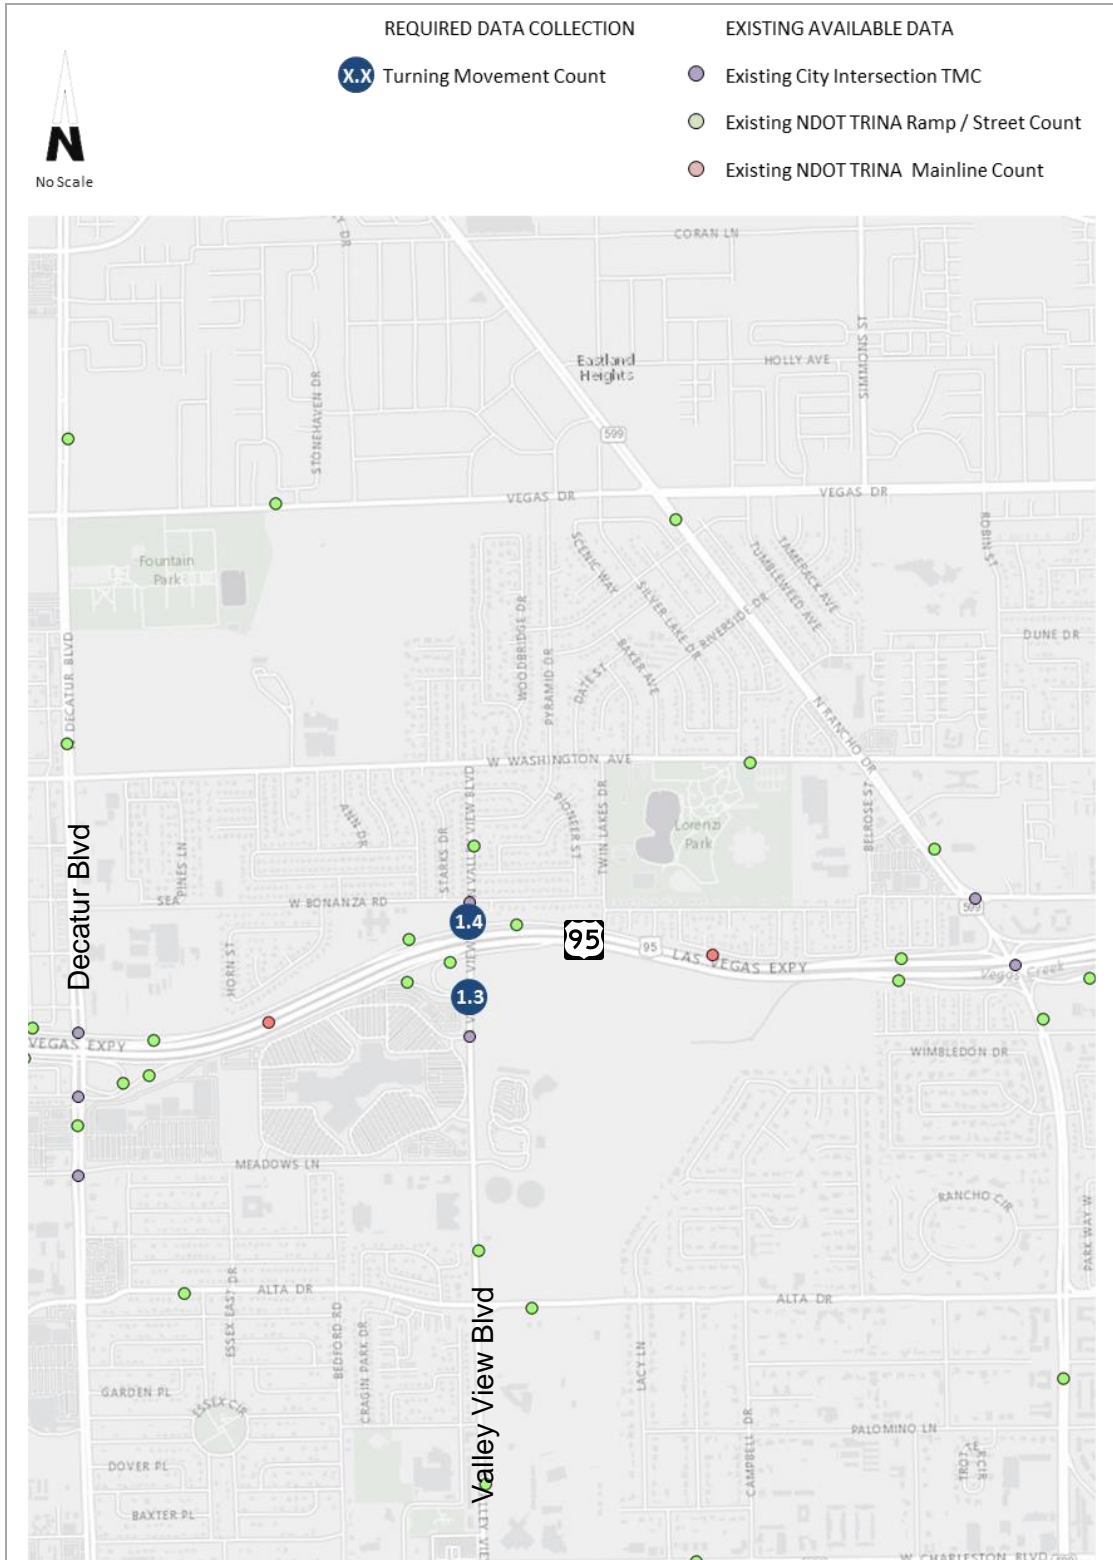 REQUIRED DATA COLLECTION
EXISTING AVAILABLE DATA
X.X Turning Movement Count
Existing City Intersection TMC
Existing NDOT TRINA Ramp / Street Count
Existing NDOT TRINA Mainline Count
N
No Scale
DR
CORAN LN
SIMMONS ST
Eastland
Heights
HOLLY AVE
STONEHAVEN DR
599
VEGAS DR
VEGAS DR
ROBIN ST
Fountain
Park
SCENIC WAY
TAMERACK AVE
TUMBLEWEED AVE
SILVER LAKE DR
RIVERSIDE DR
WOODBRIDGE DR
DUNE DR
DECATUR BLVD
PYRAMID DR
BAKER AVE
DATE ST
N RANCHO DR
W WASHINGTON AVE
N VALLEY VIEW BLVD
PIONEER ST
TWIN LAKES DR
BELROSE ST
ANN DR
STARKS DR
Lorenzi
Park
Decatur Blvd
SEA PINES LN
W BONANZA RD
599
1.4
95
95
LAS VEGAS EXPY
HORN ST
VIEW
Vegas Creek
1.3
VEGAS EXPY
WIMBLEDON DR
MEADOWS LN
RANCHO CIR
PARK WAY W
ALTA DR
ALTA DR
ESSEX EAST DR
BEDFORD RD
CRAGIN PARK DR
Valley View Blvd
LACY LN
GARDEN PL
ESSEX CIR
CAMPBELL DR
PALOMINO LN
DOVER PL
BAXTER PL
W CHARLESTON BLVD